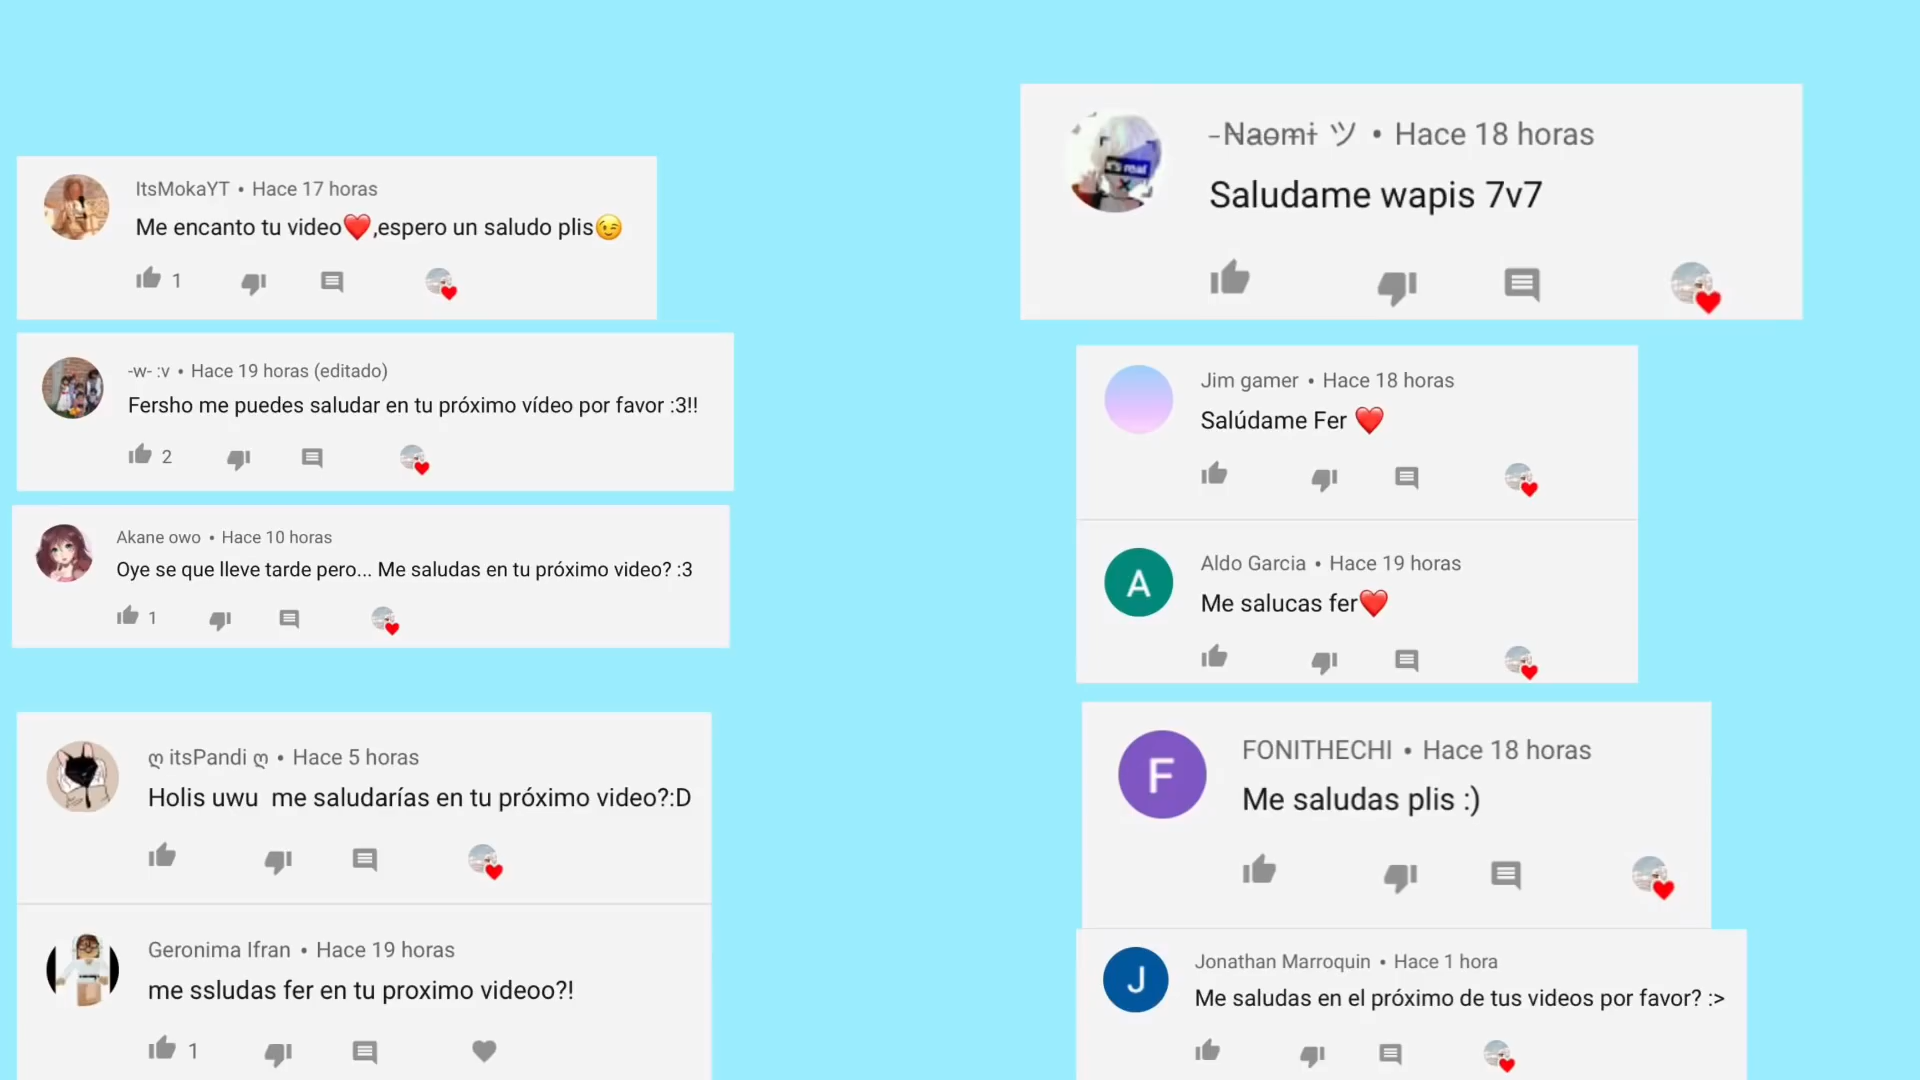 ItsMokaYT • Hace 17 horas
Me encanto tu video❤️,espero un saludo plis😉
1
-w- :v • Hace 19 horas (editado)
Fersho me puedes saludar en tu próximo vídeo por favor :3!!
2
Akane owo • Hace 10 horas
Oye se que lleve tarde pero... Me saludas en tu próximo video? :3
1
ღ itsPandi ღ • Hace 5 horas
Holis uwu  me saludarías en tu próximo video?:D
Geronima Ifran • Hace 19 horas
me ssludas fer en tu proximo videoo?!
1
-N̶a̶o̶m̶i̶ ツ • Hace 18 horas
Saludame wapis 7v7
Jim gamer • Hace 18 horas
Salúdame Fer ❤️
A
Aldo Garcia • Hace 19 horas
Me salucas fer❤️
F
FONITHECHI • Hace 18 horas
Me saludas plis :)
J
Jonathan Marroquin • Hace 1 hora
Me saludas en el próximo de tus videos por favor? :>